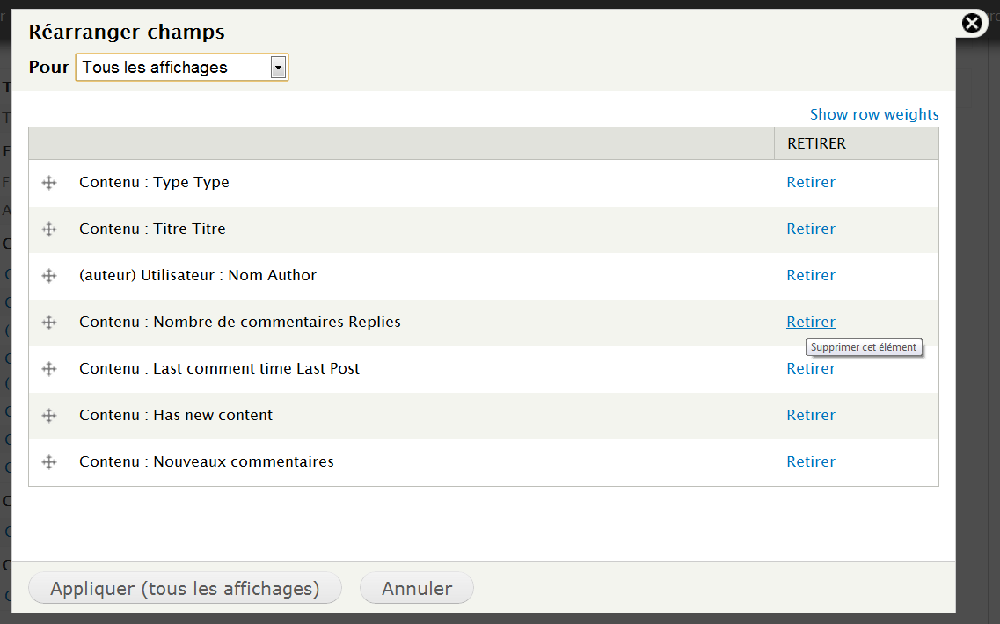 Réarranger champs
Pour Tous les affichages
Show row weights
RETIRER
Contenu : Type Type Retirer
Contenu : Titre Titre Retirer
(auteur) Utilisateur : Nom Author Retirer
Contenu : Nombre de commentaires Replies Retirer
Supprimer cet élément
Contenu : Last comment time Last Post Retirer
Contenu : Has new content Retirer
Contenu : Nouveaux commentaires Retirer
Appliquer (tous les affichages) Annuler